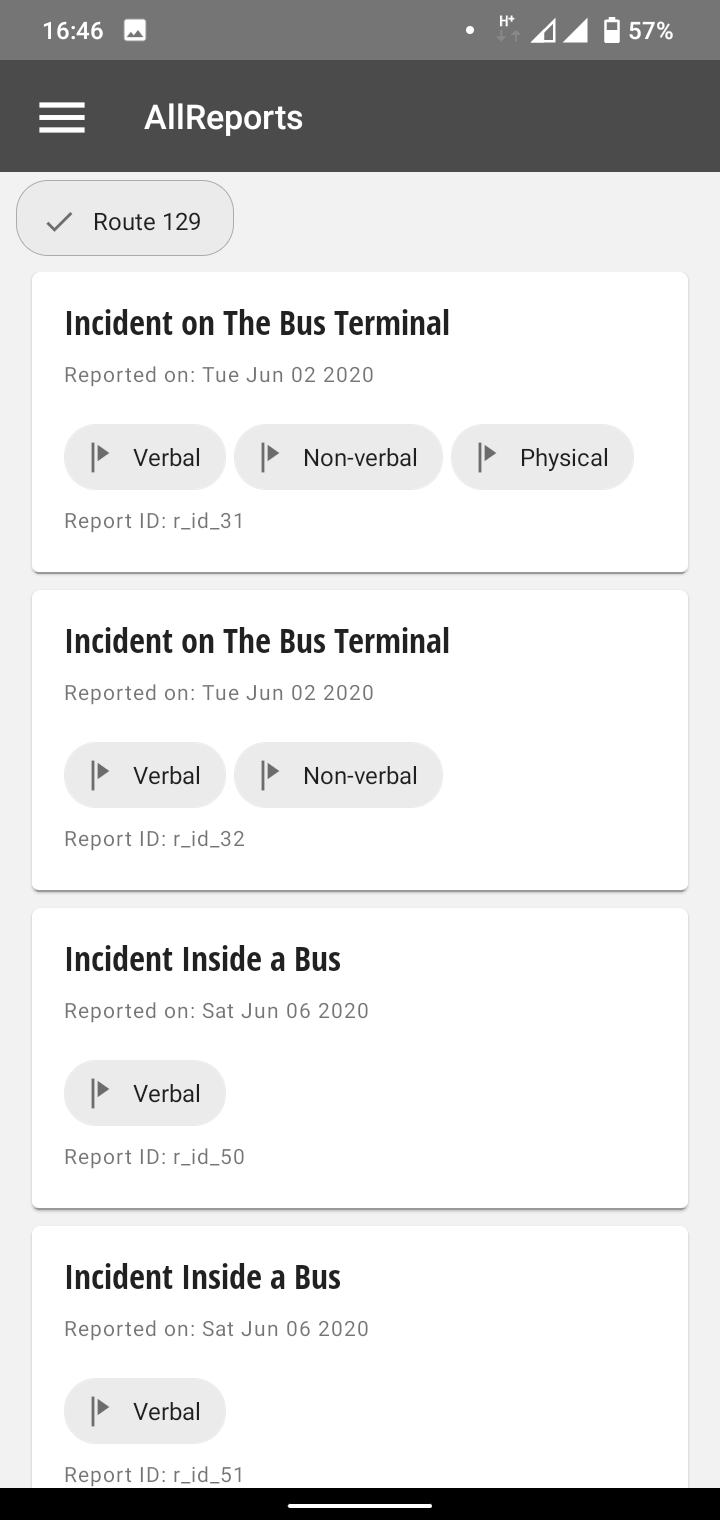 16:46 H+ 57%
AllReports
Route 129
Incident on The Bus Terminal
Reported on: Tue Jun 02 2020
Verbal Non-verbal Physical
Report ID: r_id_31
Incident on The Bus Terminal
Reported on: Tue Jun 02 2020
Verbal Non-verbal
Report ID: r_id_32
Incident Inside a Bus
Reported on: Sat Jun 06 2020
Verbal
Report ID: r_id_50
Incident Inside a Bus
Reported on: Sat Jun 06 2020
Verbal
Report ID: r_id_51